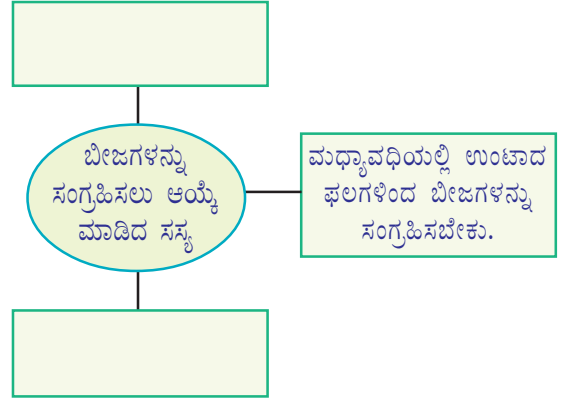 ಬೀಜಗಳನ್ನು
ಸಂಗ್ರಹಿಸಲು ಆಯ್ಕೆ
ಮಾಡಿದ ಸಸ್ಯ
ಮಧ್ಯಾವಧಿಯಲ್ಲಿ ಉಂಟಾದ
ಫಲಗಳಿಂದ ಬೀಜಗಳನ್ನು
ಸಂಗ್ರಹಿಸಬೇಕು.